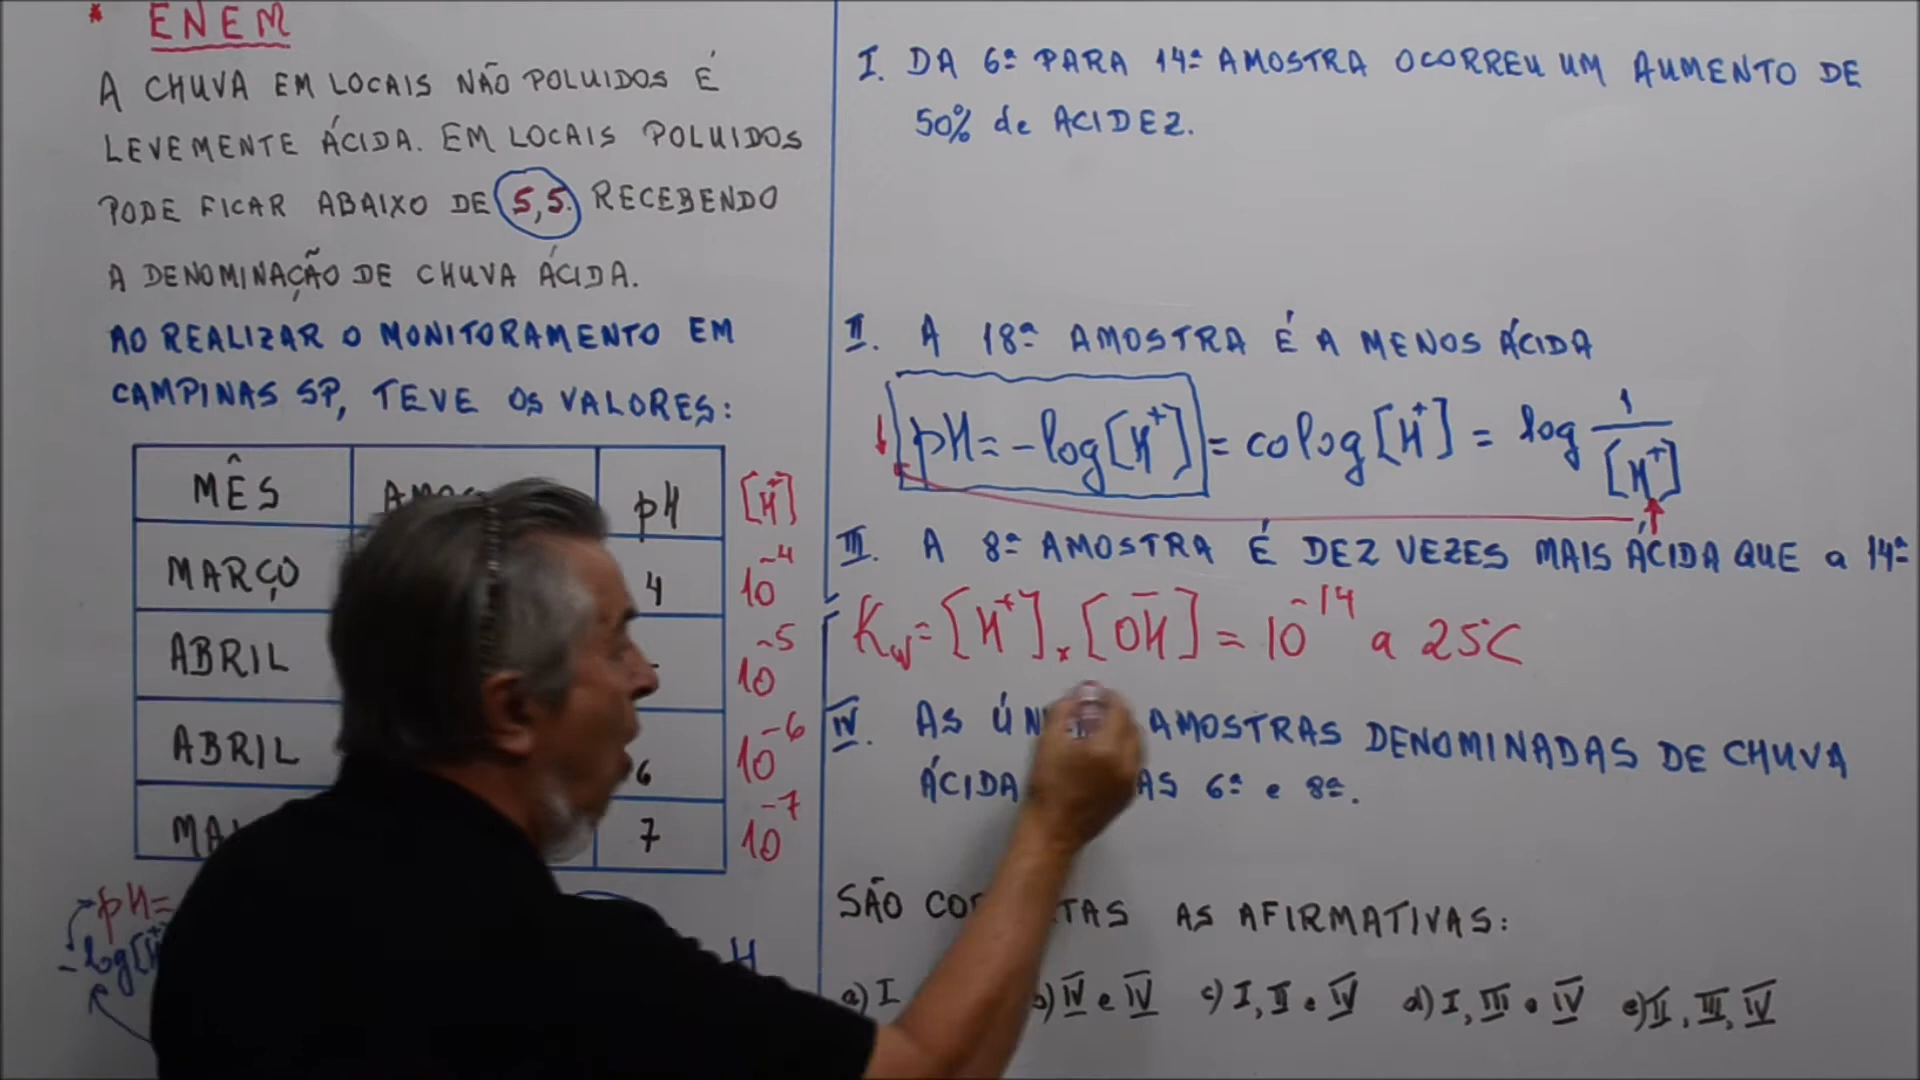 * ENEM
A CHUVA EM LOCAIS NÃO POLUIDOS É
LEVEMENTE ÁCIDA. EM LOCAIS POLUIDOS
PODE FICAR ABAIXO DE 5,5. RECEBENDO
A DENOMINAÇÃO DE CHUVA ÁCIDA.
AO REALIZAR O MONITORAMENTO EM
CAMPINAS SP, TEVE OS VALORES:
MÊS pH [H⁺]
MARÇO 4 10⁻⁴
ABRIL 10⁻⁵
ABRIL 6 10⁻⁶
7 10⁻⁷
pH=
-log[H⁺
I. DA 6ª PARA 14ª AMOSTRA OCORREU UM AUMENTO DE
50% de ACIDEZ.
II. A 18ª AMOSTRA É A MENOS ÁCIDA
↓ pH = -log[H⁺] = colog[H⁺] = log 1/[H⁺] ↑
III. A 8ª AMOSTRA É DEZ VEZES MAIS ÁCIDA QUE a 14ª
Kw = [H⁺] × [OH⁻] = 10⁻¹⁴ a 25°C
IV. AS AMOSTRAS DENOMINADAS DE CHUVA
ÁCIDA AS 6ª e 8ª.
SÃO AS AFIRMATIVAS:
a) I b) IV e IV c) I, II e IV d) I, III e IV e) II, III, IV